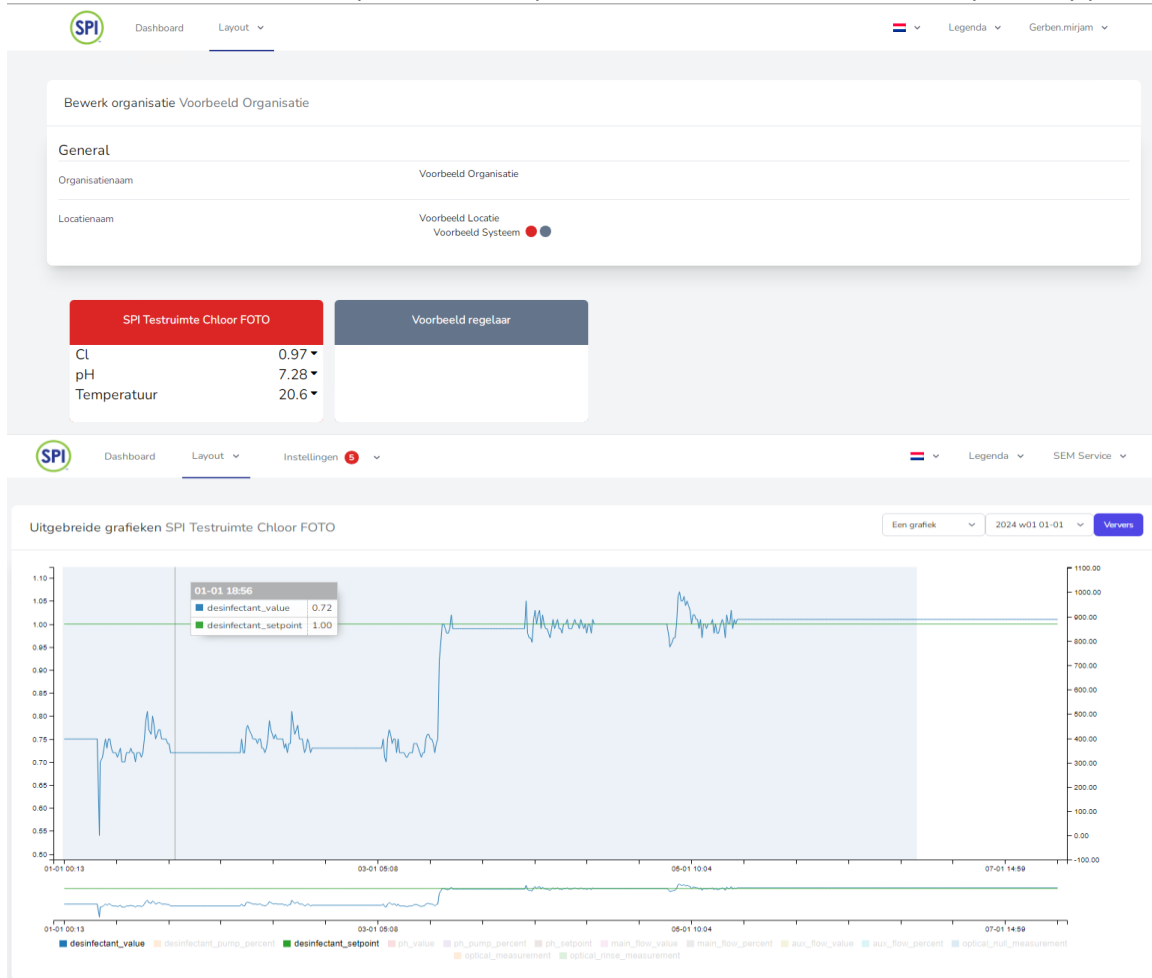 SPI Dashboard Layout Legenda Gerben.mirjam
Bewerk organisatie Voorbeeld Organisatie
General
Organisatienaam Voorbeeld Organisatie
Locatienaam Voorbeeld Locatie
Voorbeeld Systeem
SPI Testruimte Chloor FOTO Voorbeeld regelaar
Cl 0.97
pH 7.28
Temperatuur 20.6
SPI Dashboard Layout Instellingen 5 Legenda SEM Service
Uitgebreide grafieken SPI Testruimte Chloor FOTO Een grafiek 2024 w01 01-01 Ververs
1.10 1100.00
1.05 1000.00
1.00 900.00
0.95 800.00
0.90 700.00
0.85 600.00
0.80 500.00
0.75 400.00
0.70 300.00
0.65 200.00
0.60 100.00
0.55 0.00
0.50 -100.00
01-01 18:56
desinfectant_value 0.72
desinfectant_setpoint 1.00
01-01 00:13 03-01 05:08 05-01 10:04 07-01 14:59
01-01 00:13 03-01 05:08 05-01 10:04 07-01 14:59
desinfectant_value desinfectant_pump_percent desinfectant_setpoint ph_value ph_pump_percent ph_setpoint main_flow_value main_flow_percent aux_flow_value aux_flow_percent optical_null_measurement
optical_measurement optical_rinse_measurement